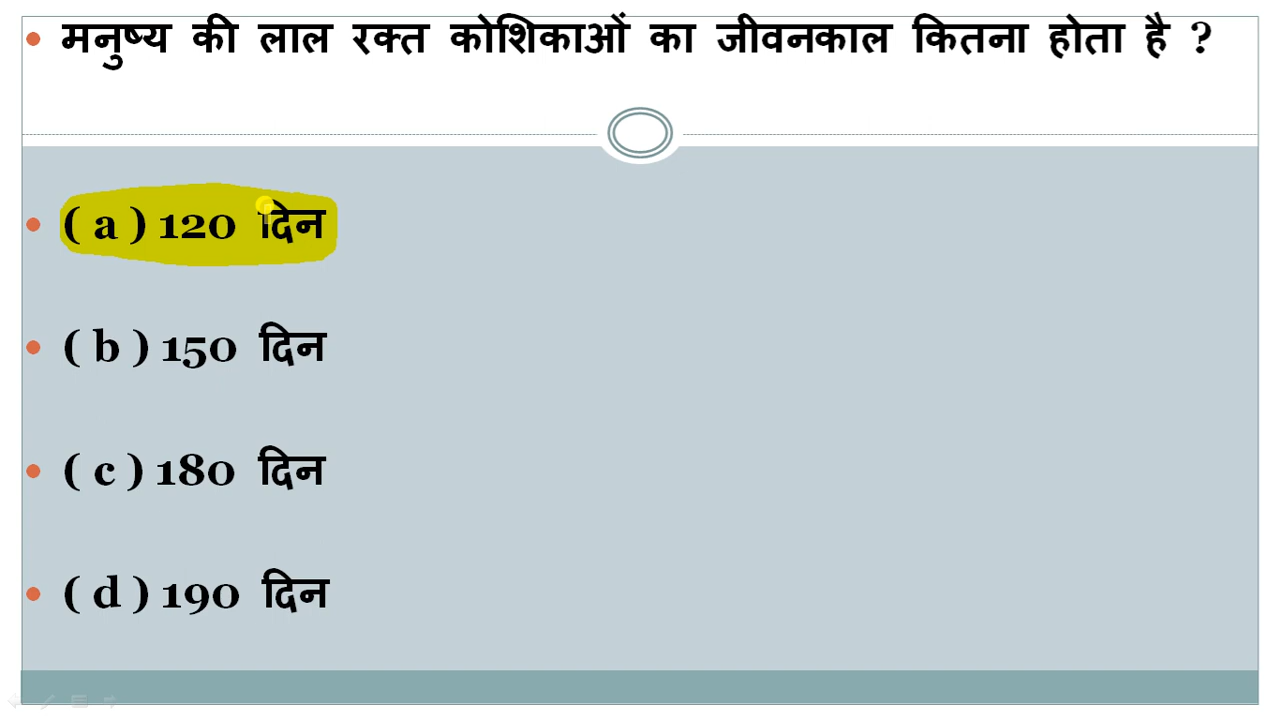 मनुष्य की लाल रक्त कोशिकाओं का जीवनकाल कितना होता है ?
( a ) 120 दिन
( b ) 150 दिन
( c ) 180 दिन
( d ) 190 दिन